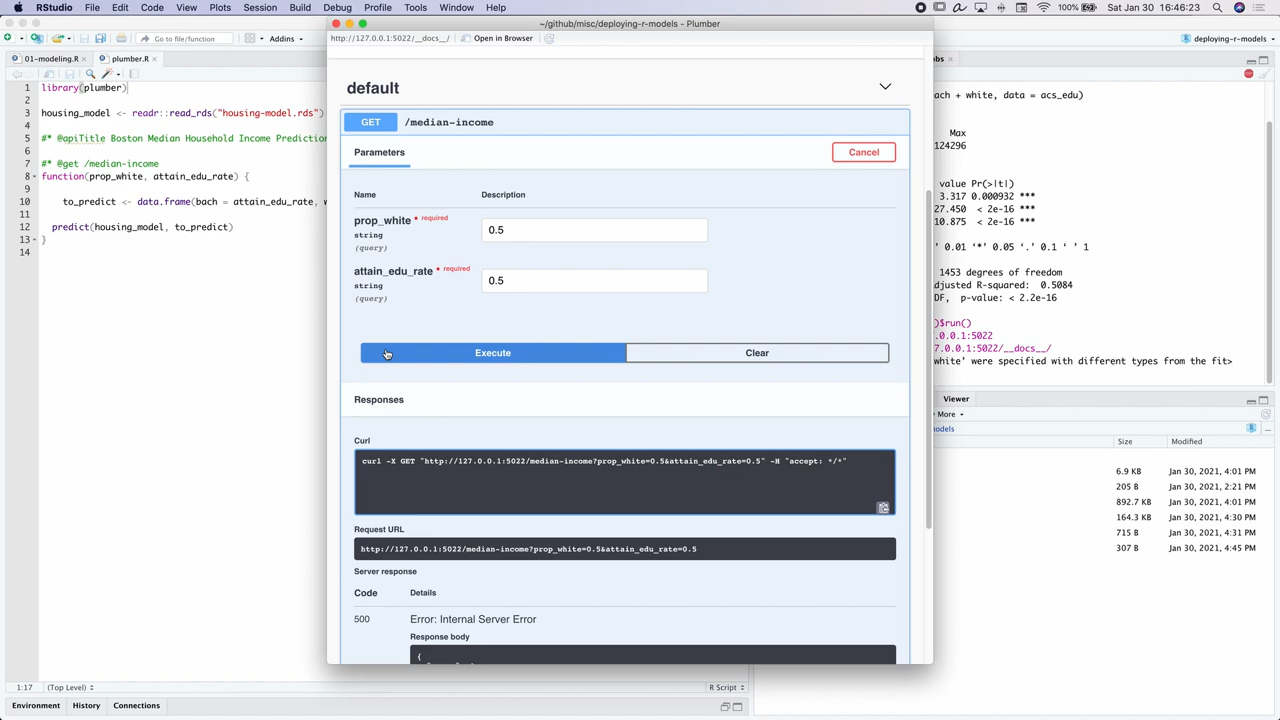 RStudio File Edit Code View Plots Session Build Debug Profile Tools Window Help 100% Sat Jan 30 16:46:23
~/github/misc/deploying-r-models - Plumber
Go to file/function Addins deploying-r-models
http://127.0.0.1:5022/__docs__/ Open in Browser
01-modeling.R plumber.R
1 library(plumber)
2
3 housing_model <- readr::read_rds("housing-model.rds")
4
5 #* @apiTitle Boston Median Household Income Prediction
6
7 #* @get /median-income
8 function(prop_white, attain_edu_rate) {
9
10 to_predict <- data.frame(bach = attain_edu_rate, w
11
12 predict(housing_model, to_predict)
13 }
14
1:17 (Top Level) R Script
Environment History Connections
default
GET /median-income
Parameters Cancel
Name Description
prop_white * required
string
(query)
0.5
attain_edu_rate * required
string
(query)
0.5
Execute Clear
Responses
Curl
curl -X GET "http://127.0.0.1:5022/median-income?prop_white=0.5&attain_edu_rate=0.5" -H "accept: */*"
Request URL
http://127.0.0.1:5022/median-income?prop_white=0.5&attain_edu_rate=0.5
Server response
Code Details
500 Error: Internal Server Error
Response body
{
obs
ach + white, data = acs_edu)
Max
124296
value Pr(>|t|)
3.317 0.000932 ***
27.450 < 2e-16 ***
10.875 < 2e-16 ***
' 0.01 '*' 0.05 '.' 0.1 ' ' 1
1453 degrees of freedom
djusted R-squared: 0.5084
DF, p-value: < 2.2e-16
)$run()
.0.0.1:5022
7.0.0.1:5022/__docs__/
white' were specified with different types from the fit>
Viewer
More
odels
Size Modified
6.9 KB Jan 30, 2021, 4:01 PM
205 B Jan 30, 2021, 2:21 PM
892.7 KB Jan 30, 2021, 4:01 PM
164.3 KB Jan 30, 2021, 4:30 PM
715 B Jan 30, 2021, 4:31 PM
307 B Jan 30, 2021, 4:45 PM